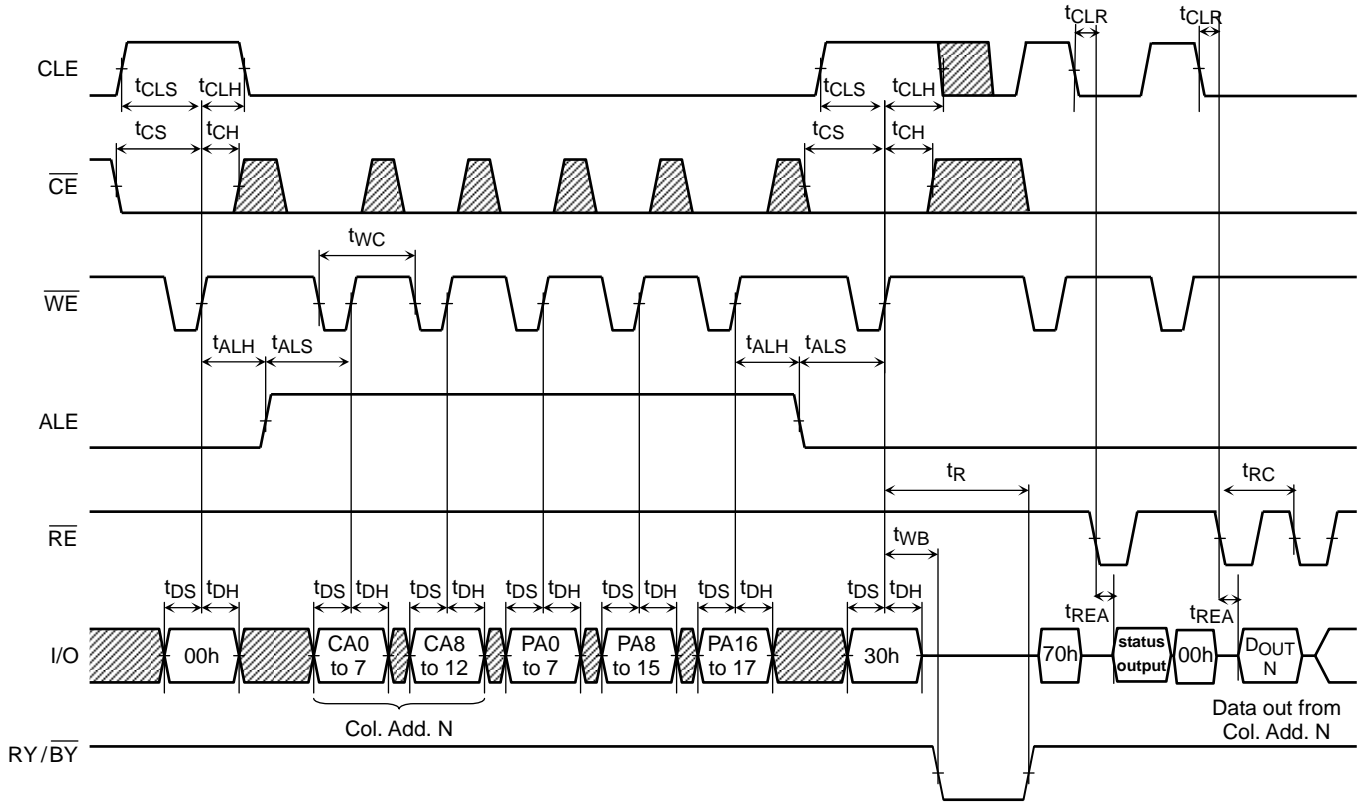 tCLR tCLR
CLE
tCLS tCLH tCLS tCLH
tCS tCH tCS tCH
CE
tWC
WE
tALH tALS tALH tALS
ALE
tR tRC
RE
tWB
tDS tDH tDS tDH tDS tDH tDS tDH tDS tDH tDS tDH tDS tDH
tREA tREA
I/O 00h CA0 to 7 CA8 to 12 PA0 to 7 PA8 to 15 PA16 to 17 30h 70h status output 00h DOUT N
Col. Add. N
Data out from
Col. Add. N
RY/BY